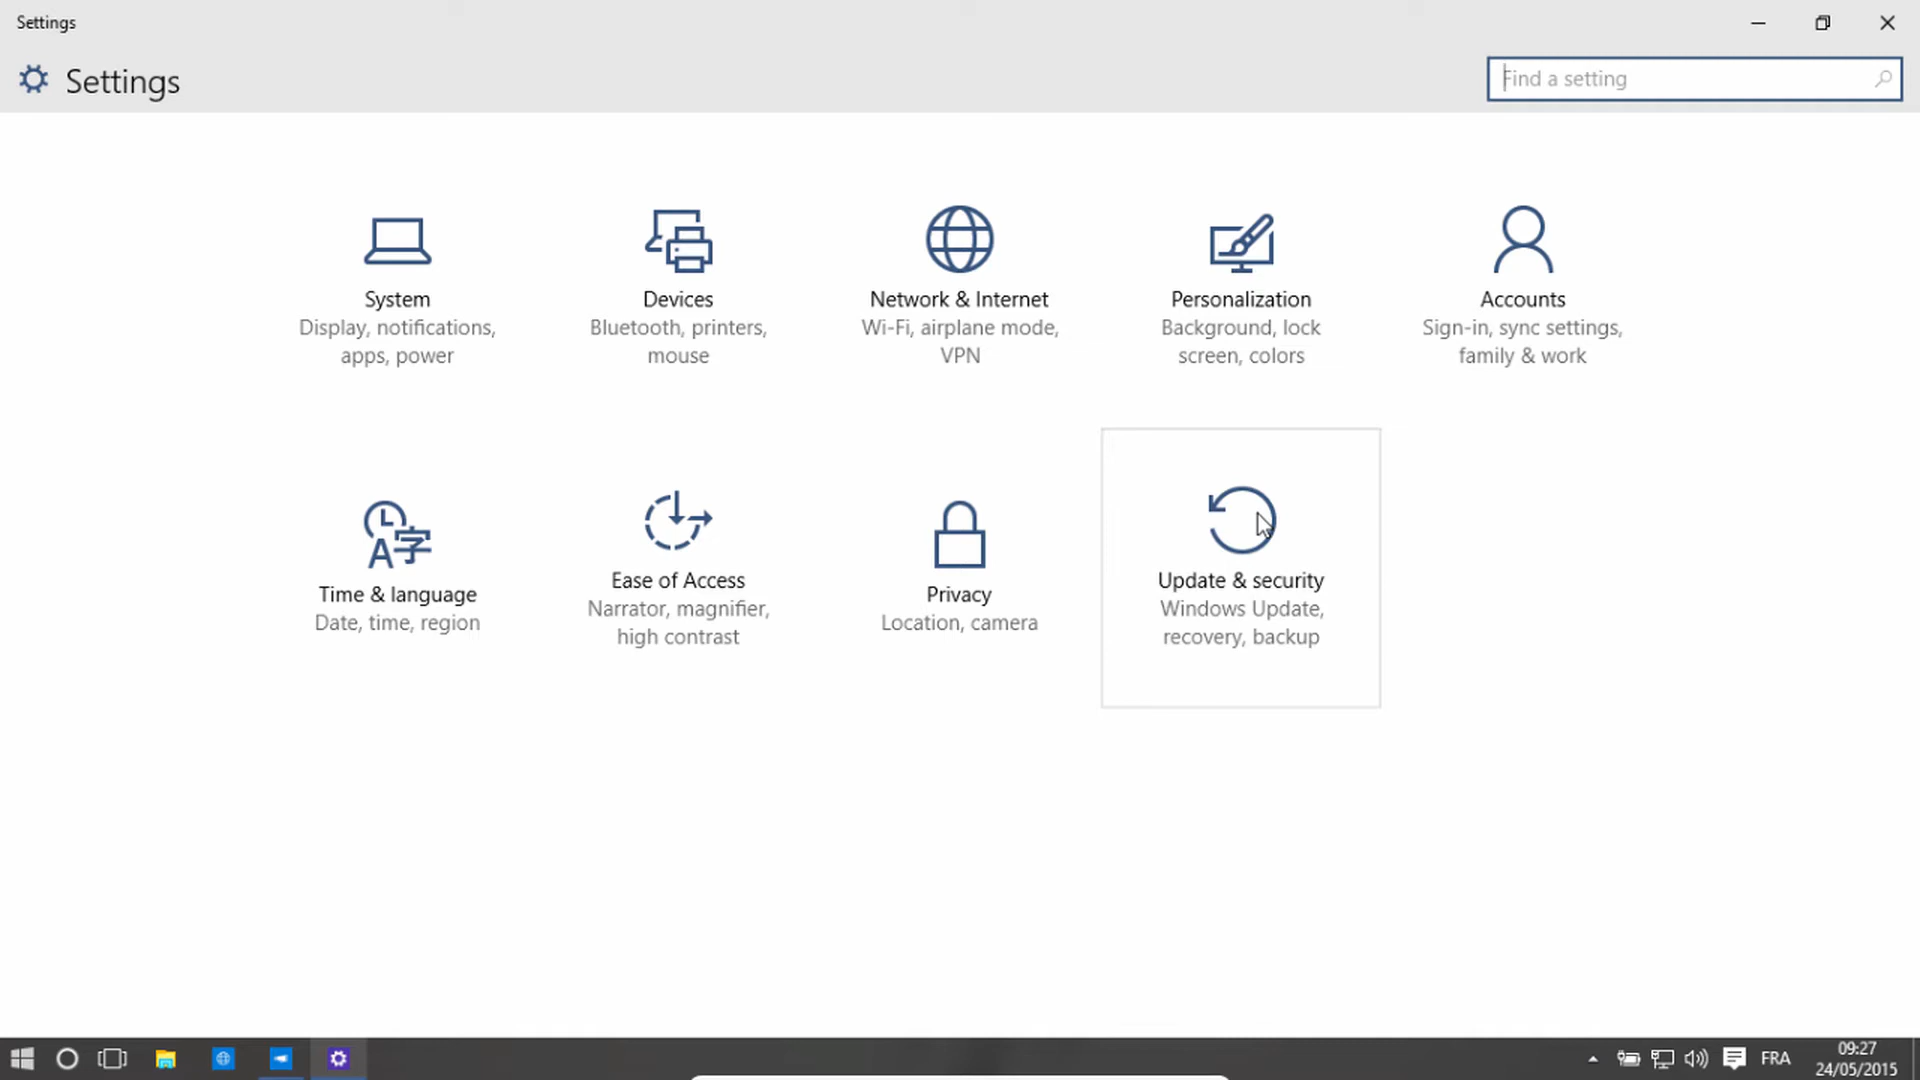 Settings
Settings
Find a setting
System
Display, notifications,
apps, power
Devices
Bluetooth, printers,
mouse
Network & Internet
Wi-Fi, airplane mode,
VPN
Personalization
Background, lock
screen, colors
Accounts
Sign-in, sync settings,
family & work
A字
Time & language
Date, time, region
Ease of Access
Narrator, magnifier,
high contrast
Privacy
Location, camera
Update & security
Windows Update,
recovery, backup
FRA
09:27
24/05/2015